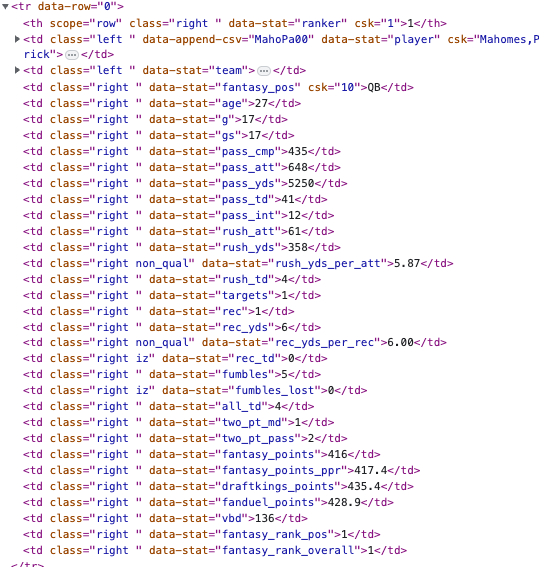 ▼<tr data-row="0">
<th scope="row" class="right " data-stat="ranker" csk="1">1</th>
▶<td class="left " data-append-csv="MahoPa00" data-stat="player" csk="Mahomes,P
rick">…</td>
▶<td class="left " data-stat="team">…</td>
<td class="right " data-stat="fantasy_pos" csk="10">QB</td>
<td class="right " data-stat="age">27</td>
<td class="right " data-stat="g">17</td>
<td class="right " data-stat="gs">17</td>
<td class="right " data-stat="pass_cmp">435</td>
<td class="right " data-stat="pass_att">648</td>
<td class="right " data-stat="pass_yds">5250</td>
<td class="right " data-stat="pass_td">41</td>
<td class="right " data-stat="pass_int">12</td>
<td class="right " data-stat="rush_att">61</td>
<td class="right " data-stat="rush_yds">358</td>
<td class="right non_qual" data-stat="rush_yds_per_att">5.87</td>
<td class="right " data-stat="rush_td">4</td>
<td class="right " data-stat="targets">1</td>
<td class="right " data-stat="rec">1</td>
<td class="right " data-stat="rec_yds">6</td>
<td class="right non_qual" data-stat="rec_yds_per_rec">6.00</td>
<td class="right iz" data-stat="rec_td">0</td>
<td class="right " data-stat="fumbles">5</td>
<td class="right iz" data-stat="fumbles_lost">0</td>
<td class="right " data-stat="all_td">4</td>
<td class="right " data-stat="two_pt_md">1</td>
<td class="right " data-stat="two_pt_pass">2</td>
<td class="right " data-stat="fantasy_points">416</td>
<td class="right " data-stat="fantasy_points_ppr">417.4</td>
<td class="right " data-stat="draftkings_points">435.4</td>
<td class="right " data-stat="fanduel_points">428.9</td>
<td class="right " data-stat="vbd">136</td>
<td class="right " data-stat="fantasy_rank_pos">1</td>
<td class="right " data-stat="fantasy_rank_overall">1</td>
</tr>